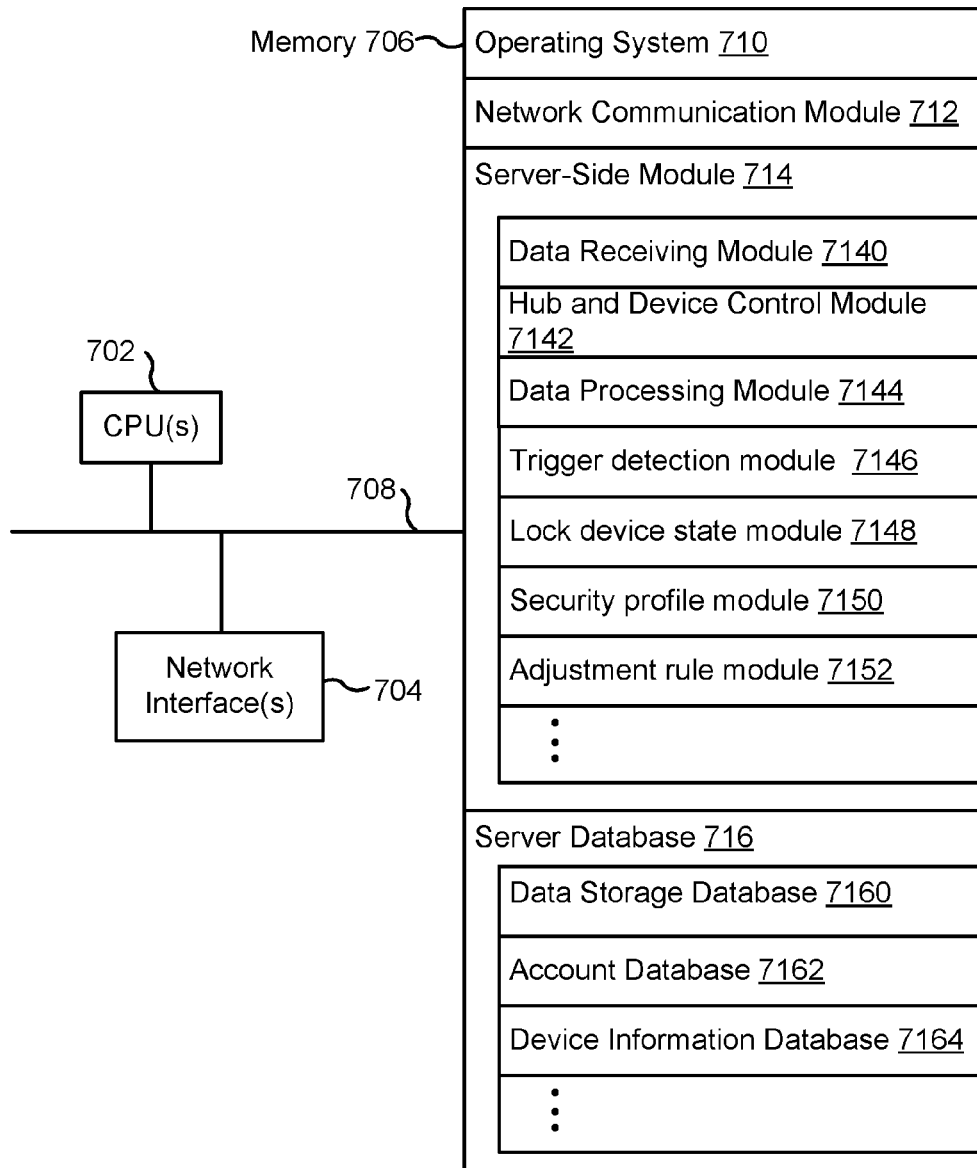 Memory 706
Operating System 710
Network Communication Module 712
Server-Side Module 714
Data Receiving Module 7140
Hub and Device Control Module
7142
Data Processing Module 7144
Trigger detection module 7146
Lock device state module 7148
Security profile module 7150
Adjustment rule module 7152
702
CPU(s)
708
Network
Interface(s)
704
Server Database 716
Data Storage Database 7160
Account Database 7162
Device Information Database 7164